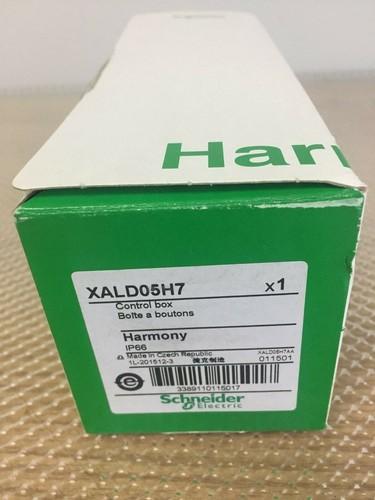 Har
XALD05H7 x1
Control box
Boîte a boutons
Harmony
IP66
Made in Czech Republic XALD05H7AA
1L-201512-3 捷克制造 011501
3389110115017
Schneider
Electric